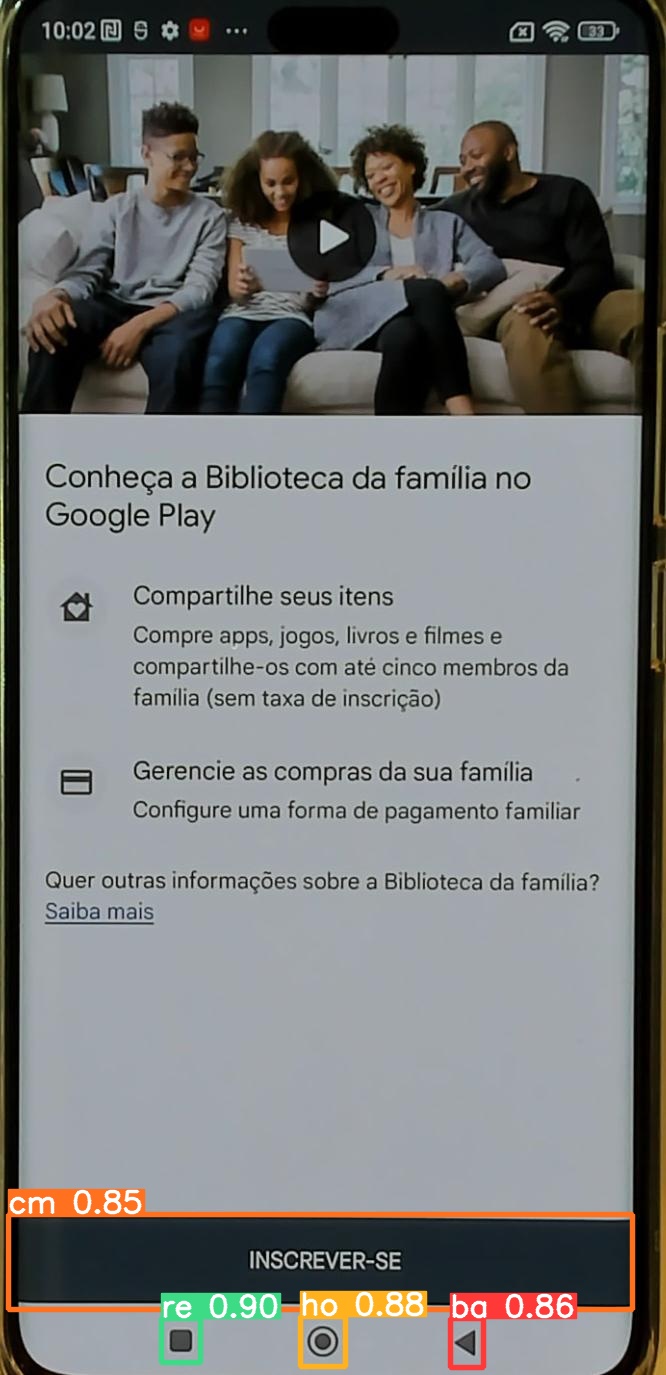 10:02
33
Conheça a Biblioteca da família no
Google Play
Compartilhe seus itens
Compre apps, jogos, livros e filmes e
compartilhe-os com até cinco membros da
família (sem taxa de inscrição)
Gerencie as compras da sua família
Configure uma forma de pagamento familiar
Quer outras informações sobre a Biblioteca da família?
Saiba mais
cm 0.85
INSCREVER-SE
re 0.90
ho 0.88
ba 0.86